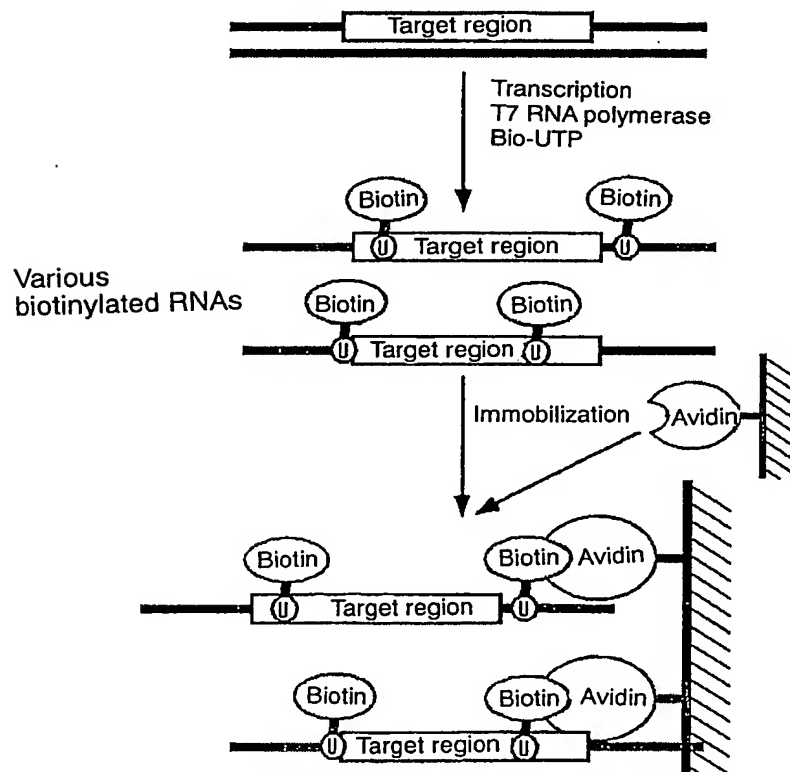 Target region
Transcription
T7 RNA polymerase
Bio-UTP
Biotin Biotin
U Target region U
Various
biotinylated RNAs
Biotin Biotin
U Target region U
Immobilization Avidin
Biotin Biotin Avidin
U Target region U
Biotin Biotin Avidin
U Target region U